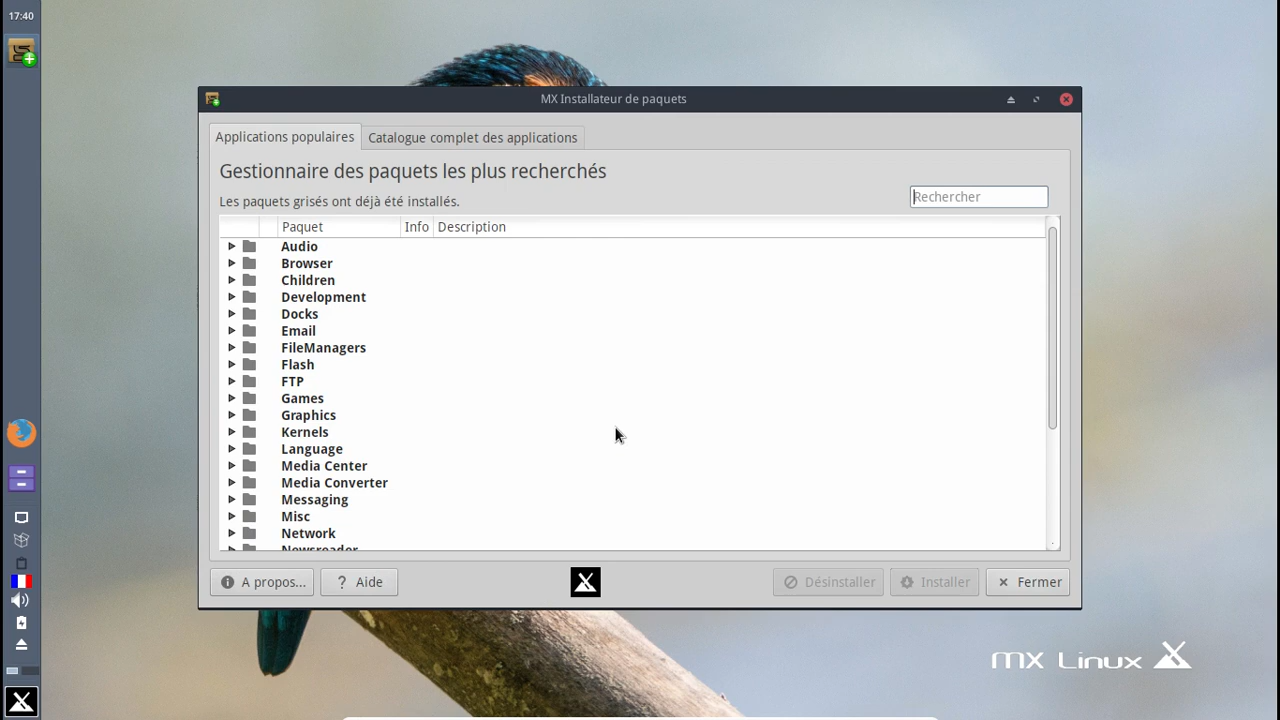 17:40
MX Installateur de paquets
Applications populaires
Catalogue complet des applications
Gestionnaire des paquets les plus recherchés
Les paquets grisés ont déjà été installés.
Rechercher
Paquet Info Description
Audio
Browser
Children
Development
Docks
Email
FileManagers
Flash
FTP
Games
Graphics
Kernels
Language
Media Center
Media Converter
Messaging
Misc
Network
Newsreader
A propos... Aide Désinstaller Installer Fermer
MX Linux